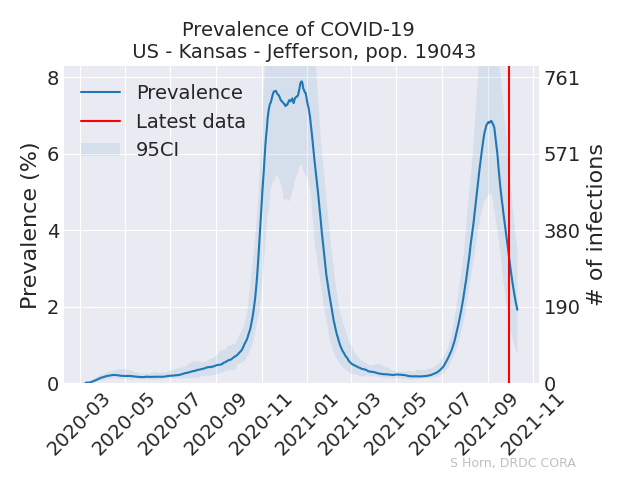 Prevalence of COVID-19
US - Kansas - Jefferson, pop. 19043
Prevalence
Latest data
95CI
Prevalence (%)
8
6
4
2
0
761
571
380
190
0
# of infections
2020-03
2020-05
2020-07
2020-09
2020-11
2021-01
2021-03
2021-05
2021-07
2021-09
2021-11
S Horn, DRDC CORA